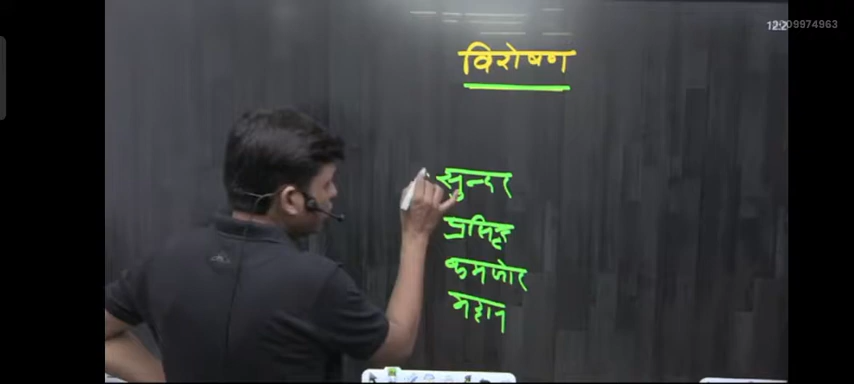 विशेषण
सुन्दर
प्रसिद्ध
कमजोर
महान